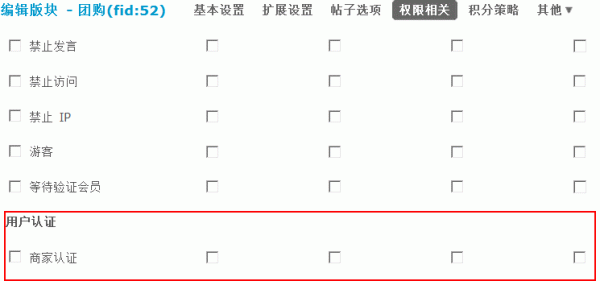 编辑版块 - 团购(fid:52) 基本设置 扩展设置 帖子选项 权限相关 积分策略 其他▼
禁止发言
禁止访问
禁止 IP
游客
等待验证会员
用户认证
商家认证